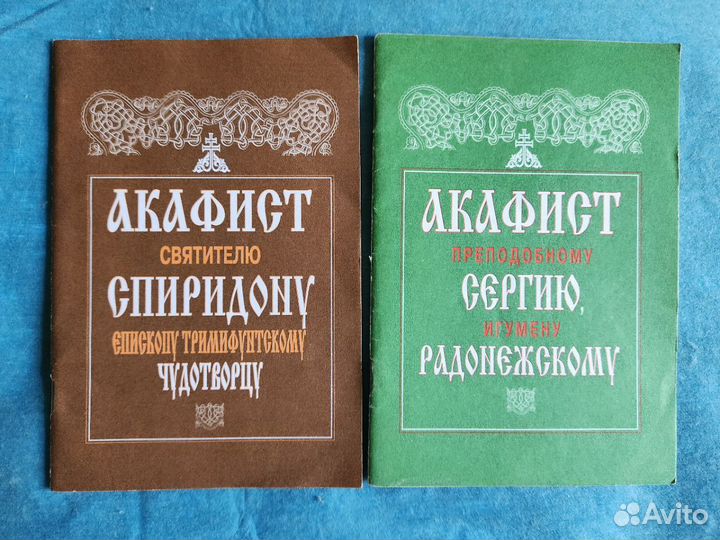 АКАФИСТ
СВЯТИТЕЛЮ
СПИРИДОНУ
ЕПИСКОПУ ТРИМИФУНТСКОМУ
ЧУДОТВОРЦУ
АКАФИСТ
ПРЕПОДОБНОМУ
СЕРГИЮ,
ИГУМЕНУ
РАДОНЕЖСКОМУ
Avito